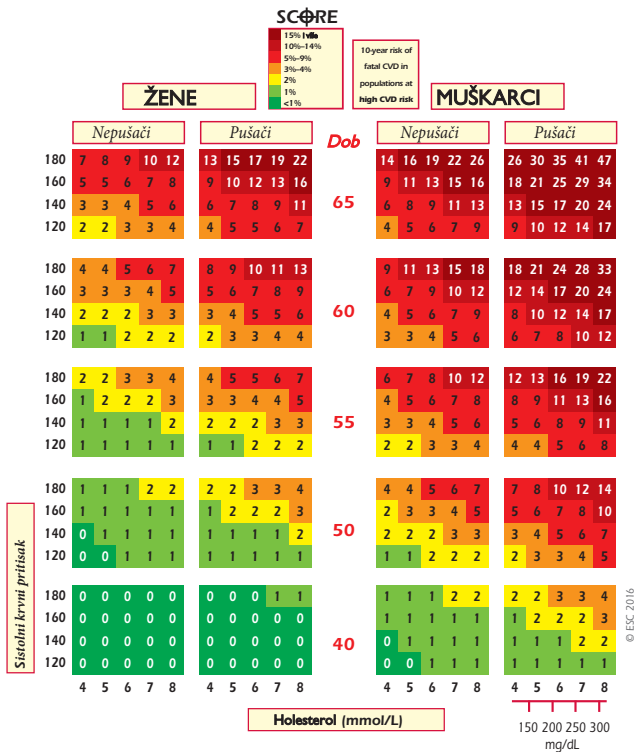 SCORE
15% i više
10%–14%
5%–9%
3%–4%
2%
1%
<1%
10-year risk of
fatal CVD in
populations at
high CVD risk
ŽENE
MUŠKARCI
Nepušači Pušači Dob Nepušači Pušači
180 7 8 9 10 12 13 15 17 19 22 14 16 19 22 26 26 30 35 41 47
160 5 5 6 7 8 9 10 12 13 16 9 11 13 15 16 18 21 25 29 34
140 3 3 4 5 6 6 7 8 9 11 65 6 8 9 11 13 13 15 17 20 24
120 2 2 3 3 4 4 5 5 6 7 4 5 6 7 9 9 10 12 14 17
180 4 4 5 6 7 8 9 10 11 13 9 11 13 15 18 18 21 24 28 33
160 3 3 3 4 5 5 6 7 8 9 6 7 9 10 12 12 14 17 20 24
140 2 2 2 3 3 3 4 5 5 6 60 4 5 6 7 9 8 10 12 14 17
120 1 1 2 2 2 2 3 3 4 4 3 3 4 5 6 6 7 8 10 12
180 2 2 3 3 4 4 5 5 6 7 6 7 8 10 12 12 13 16 19 22
160 1 2 2 2 3 3 3 4 4 5 4 5 6 7 8 8 9 11 13 16
140 1 1 1 1 2 2 2 2 3 3 55 3 3 4 5 6 5 6 8 9 11
120 1 1 1 1 1 1 1 2 2 2 2 2 3 3 4 4 4 5 6 8
180 1 1 1 2 2 2 2 3 3 4 4 4 5 6 7 7 8 10 12 14
160 1 1 1 1 1 1 2 2 2 3 2 3 3 4 5 5 6 7 8 10
140 0 1 1 1 1 1 1 1 1 2 50 2 2 2 3 3 3 4 5 6 7
120 0 0 1 1 1 1 1 1 1 1 1 1 2 2 2 2 3 3 4 5
180 0 0 0 0 0 0 0 0 1 1 1 1 1 2 2 2 2 3 3 4
160 0 0 0 0 0 0 0 0 0 0 1 1 1 1 1 1 2 2 2 3
140 0 0 0 0 0 0 0 0 0 0 40 0 1 1 1 1 1 1 1 2 2
120 0 0 0 0 0 0 0 0 0 0 0 0 1 1 1 1 1 1 1 1
4 5 6 7 8 4 5 6 7 8 4 5 6 7 8 4 5 6 7 8
Sistolni krvni pritisak
Holesterol (mmol/L)
150 200 250 300
mg/dL
© ESC 2016